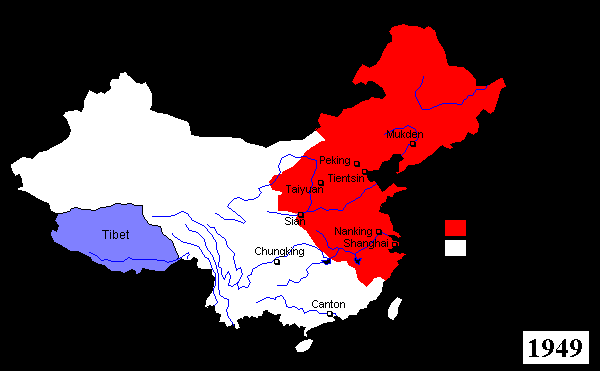 Mukden
Peking
Tientsin
Taiyuan
Sian
Nanking
Shanghai
Tibet
Chungking
Canton
1949